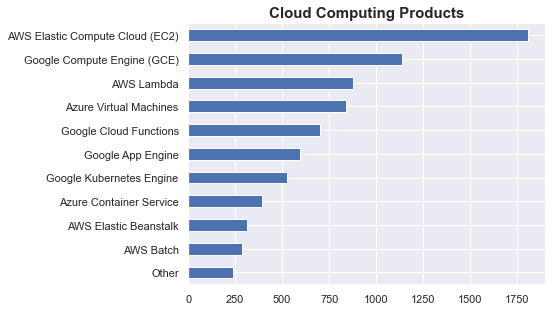 Cloud Computing Products
AWS Elastic Compute Cloud (EC2)
Google Compute Engine (GCE)
AWS Lambda
Azure Virtual Machines
Google Cloud Functions
Google App Engine
Google Kubernetes Engine
Azure Container Service
AWS Elastic Beanstalk
AWS Batch
Other
0 250 500 750 1000 1250 1500 1750